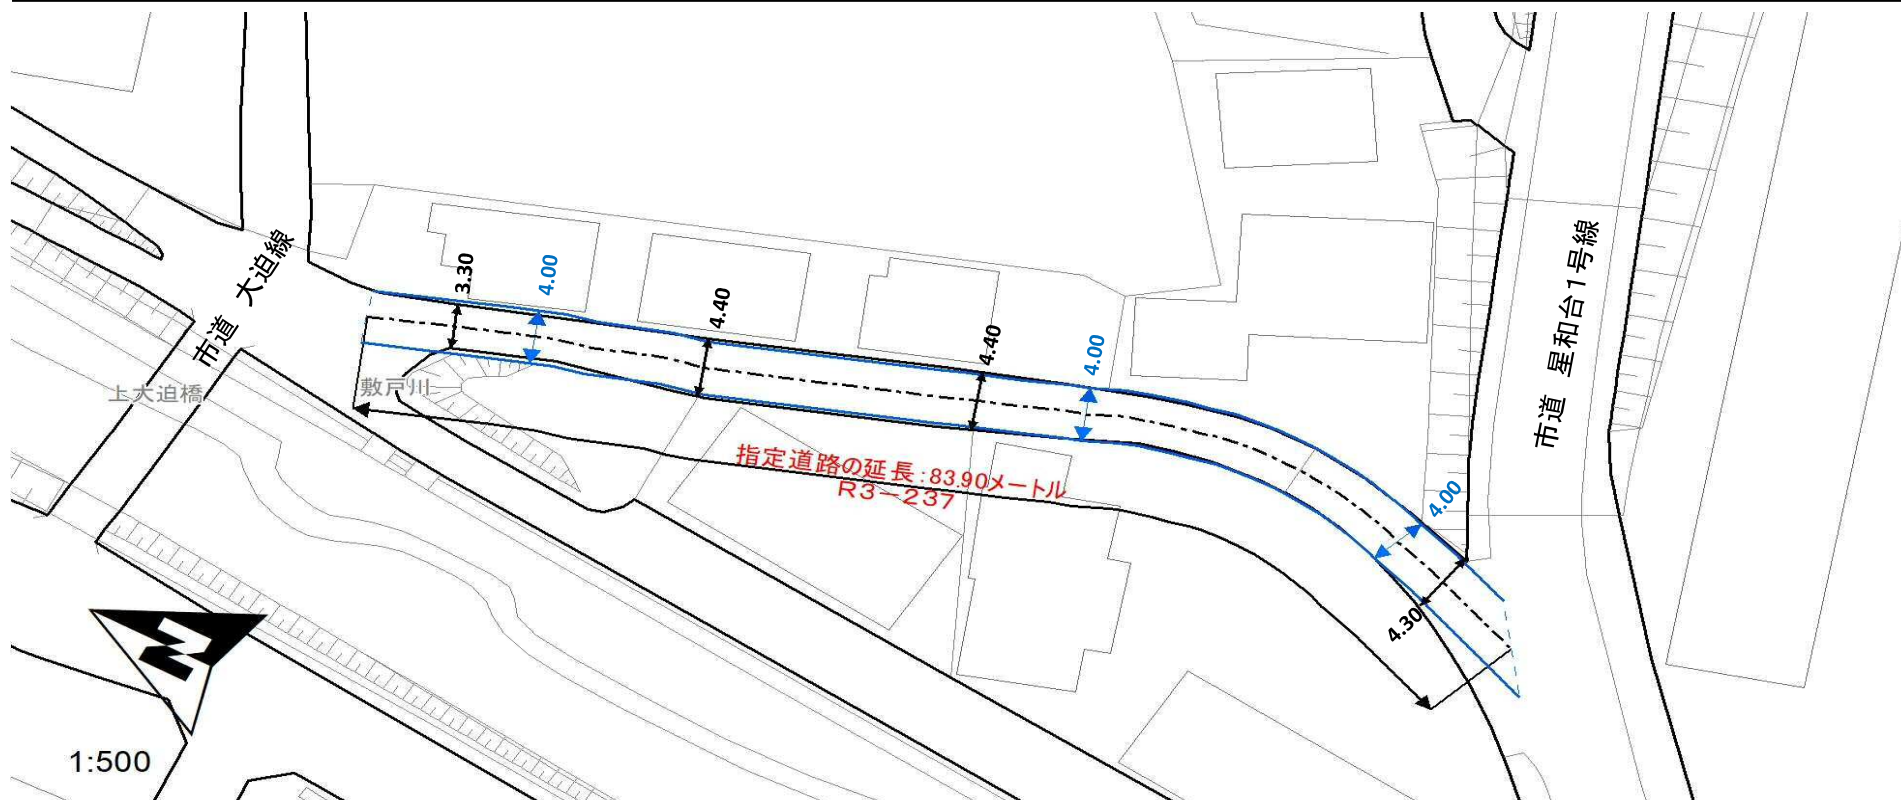 市道　大迫線
上大迫橋
敷戸川
3.30
4.00
4.40
4.40
4.00
4.00
4.30
指定道路の延長：83.90メートル
R3－237
市道　星和台1号線
N
1:500